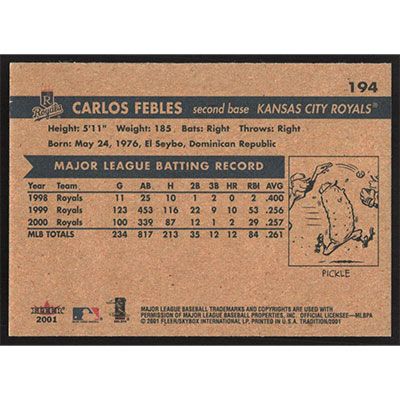 194
Royals CARLOS FEBLES second base KANSAS CITY ROYALS®
Height: 5'11" Weight: 185 Bats: Right Throws: Right
Born: May 24, 1976, El Seybo, Dominican Republic
MAJOR LEAGUE BATTING RECORD
Year Team G AB H 2B 3B HR RBI AVG
1998 Royals 11 25 10 1 2 0 2 .400
1999 Royals 123 453 116 22 9 10 53 .256
2000 Royals 100 339 87 12 1 2 29 .257
MLB TOTALS 234 817 213 35 12 12 84 .261
PICKLE
FLEER
2001
MAJOR LEAGUE BASEBALL TRADEMARKS AND COPYRIGHTS ARE USED WITH
PERMISSION OF MAJOR LEAGUE BASEBALL PROPERTIES, INC. OFFICIAL LICENSEE—MLBPA
© 2001 FLEER/SKYBOX INTERNATIONAL LP. PRINTED IN U.S.A. TRADITION/2001